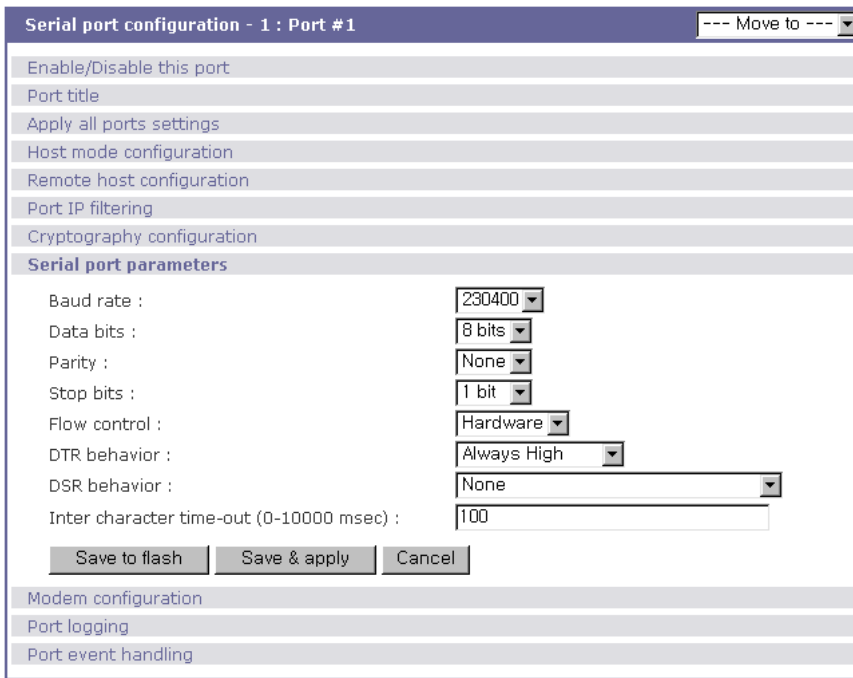 Serial port configuration - 1 : Port #1 --- Move to ---
Enable/Disable this port
Port title
Apply all ports settings
Host mode configuration
Remote host configuration
Port IP filtering
Cryptography configuration
Serial port parameters
Baud rate : 230400
Data bits : 8 bits
Parity : None
Stop bits : 1 bit
Flow control : Hardware
DTR behavior : Always High
DSR behavior : None
Inter character time-out (0-10000 msec) : 100
Save to flash Save & apply Cancel
Modem configuration
Port logging
Port event handling